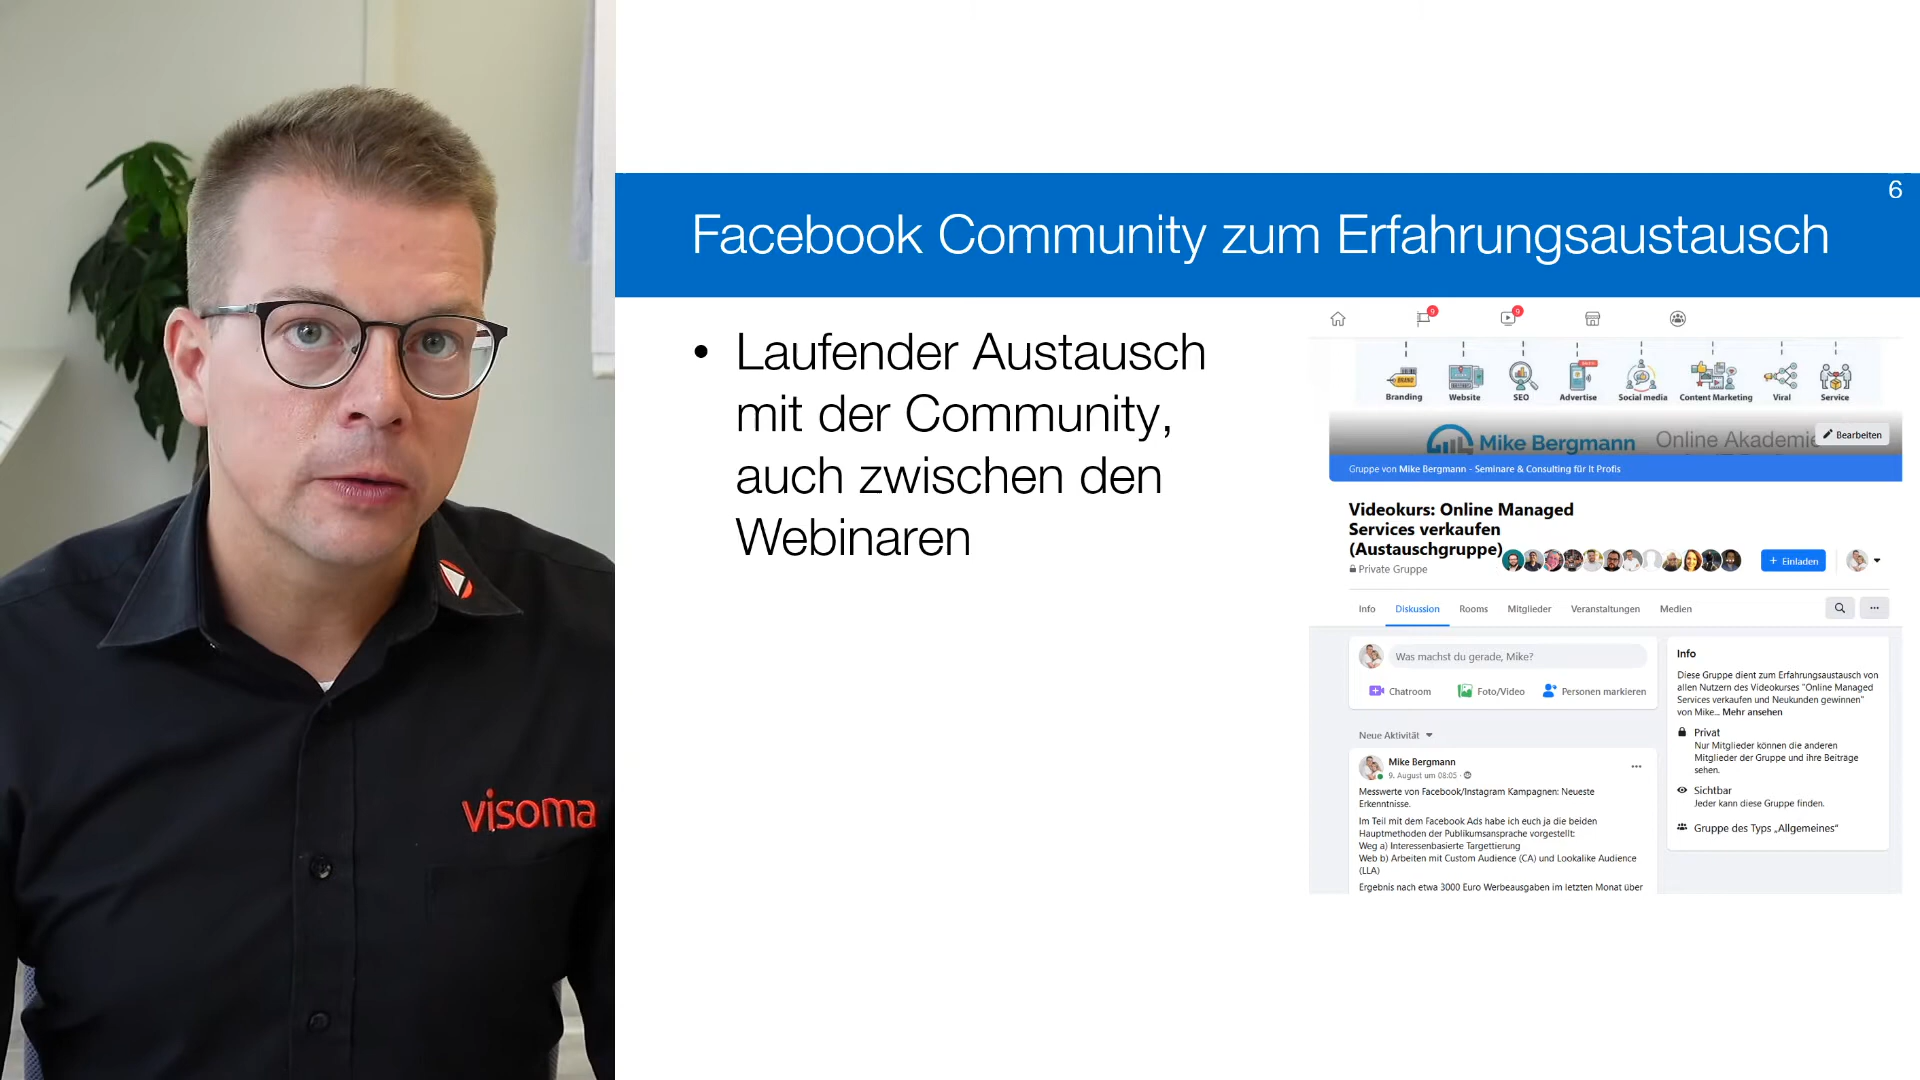 6
Facebook Community zum Erfahrungsaustausch
• Laufender Austausch
mit der Community,
auch zwischen den
Webinaren
visoma
9
9
Branding
Website
SEO
Advertise
Social media
Content Marketing
Viral
Service
Mike Bergmann
Online Akademie
Bearbeiten
Gruppe von Mike Bergmann - Seminare & Consulting für It Profis
Videokurs: Online Managed
Services verkaufen
(Austauschgruppe)
Private Gruppe
+ Einladen
Info
Diskussion
Rooms
Mitglieder
Veranstaltungen
Medien
Was machst du gerade, Mike?
Chatroom
Foto/Video
Personen markieren
Neue Aktivität
Mike Bergmann
9. August um 08:05 ·
Messwerte von Facebook/Instagram Kampagnen: Neueste
Erkenntnisse.
Im Teil mit dem Facebook Ads habe ich euch ja die beiden
Hauptmethoden der Publikumsansprache vorgestellt:
Weg a) Interessenbasierte Targettierung
Web b) Arbeiten mit Custom Audience (CA) und Lookalike Audience
(LLA)
Ergebnis nach etwa 3000 Euro Werbeausgaben im letzten Monat über
Info
Diese Gruppe dient zum Erfahrungsaustausch von
allen Nutzern des Videokurses "Online Managed
Services verkaufen und Neukunden gewinnen"
von Mike... Mehr ansehen
Privat
Nur Mitglieder können die anderen
Mitglieder der Gruppe und ihre Beiträge
sehen.
Sichtbar
Jeder kann diese Gruppe finden.
Gruppe des Typs „Allgemeines“